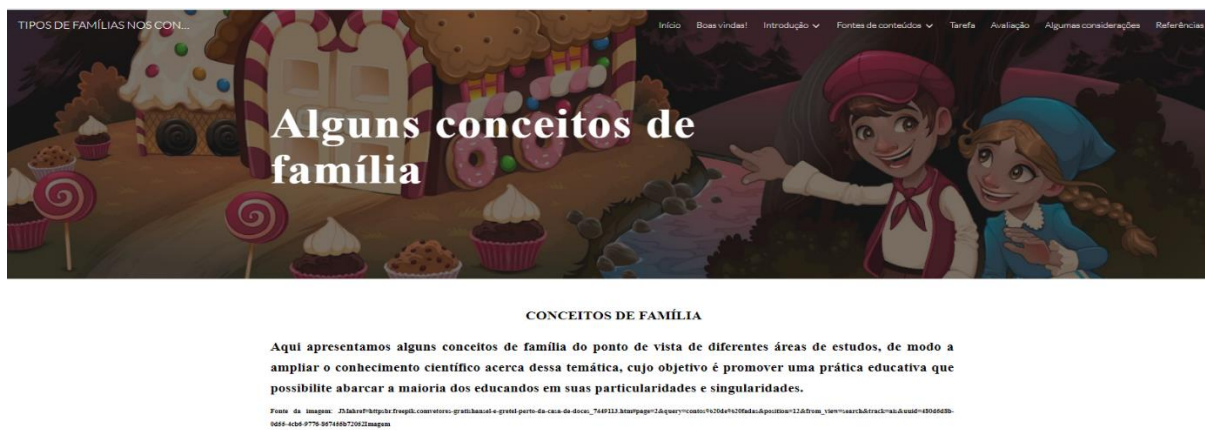 TIPOS DE FAMÍLIAS NOS CON...
Início Boas vindas! Introdução Fontes de conteúdos Tarefa Avaliação Algumas considerações Referências
Alguns conceitos de
família
CONCEITOS DE FAMÍLIA
Aqui apresentamos alguns conceitos de família do ponto de vista de diferentes áreas de estudos, de modo a
ampliar o conhecimento científico acerca dessa temática, cujo objetivo é promover uma prática educativa que
possibilite abarcar a maioria dos educandos em suas particularidades e singularidades.
Fonte da imagem: